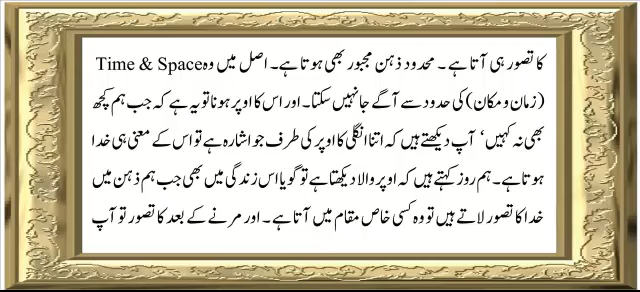 کا تصور ہی آتا ہے ۔ محدود ذہن مجبور بھی ہوتا ہے۔ اصل میں وہ Time & Space
(زمان و مکان) کی حدود سے آگے جا نہیں سکتا۔ اور اس کا اوپر ہونا تو یہ ہے کہ جب ہم کچھ
بھی نہ کہیں‘ آپ دیکھتے ہیں کہ اتنا انگلی کا اوپر کی طرف جو اشارہ ہے تو اس کے معنی ہی خدا
ہوتا ہے۔ ہم روز کہتے ہیں کہ اوپر والا دیکھتا ہے تو گویا اس زندگی میں بھی جب ہم ذہن میں
خدا کا تصور لاتے ہیں تو وہ کسی خاص مقام میں آتا ہے۔ اور مرنے کے بعد کا تصور تو آپ